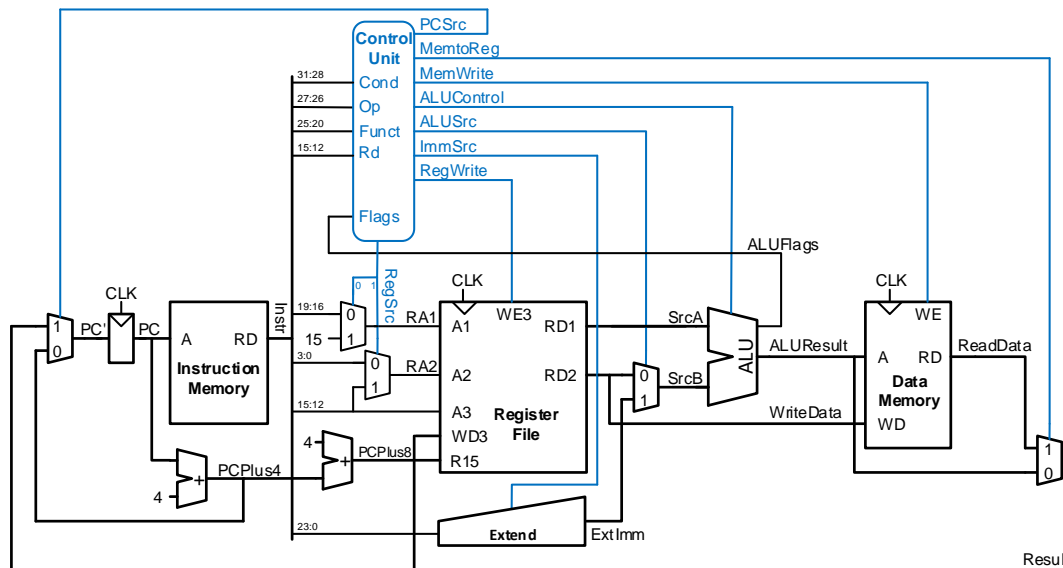 PCSrc
Control
Unit
MemtoReg
MemWrite
ALUControl
ALUSrc
ImmSrc
RegWrite
31:28
Cond
27:26
Op
25:20
Funct
15:12
Rd
Flags
ALUFlags
0 1
RegSrc
CLK
CLK
CLK
Instr
19:16
0
1
RA1
A1
WE3
RD1
SrcA
WE
1
0
PC'
PC
A
RD
Instruction
Memory
15
3:0
0
1
RA2
A2
RD2
0
1
SrcB
ALU
ALUResult
A
RD
ReadData
Data
Memory
WriteData
WD
15:12
A3
Register
File
WD3
4
+
PCPlus8
R15
1
0
+
PCPlus4
4
23:0
Extend
ExtImm
Resul